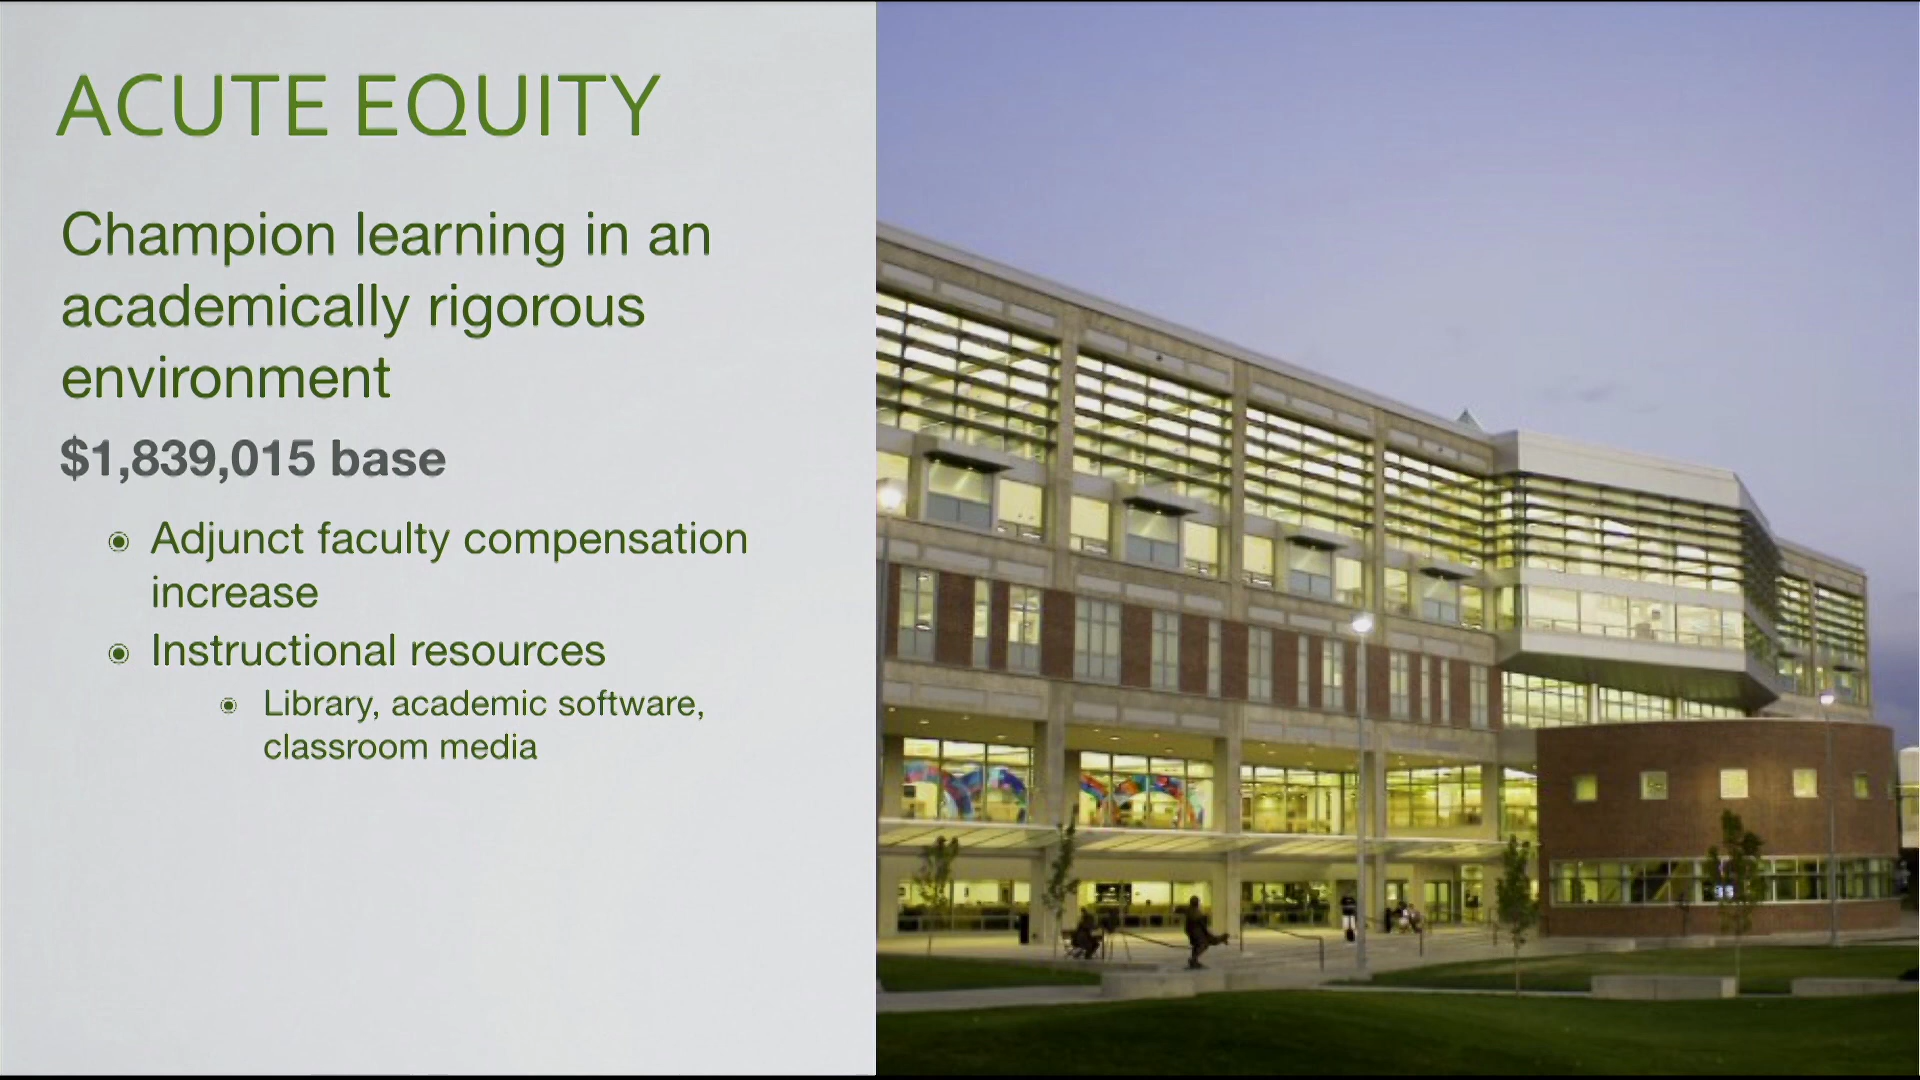 ACUTE EQUITY
Champion learning in an
academically rigorous
environment
$1,839,015 base
Adjunct faculty compensation
increase
Instructional resources
Library, academic software,
classroom media